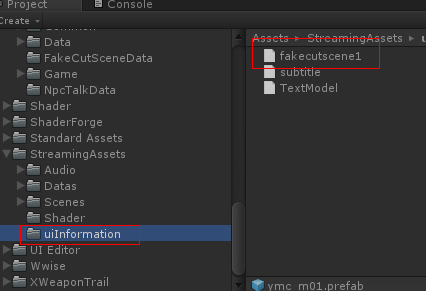 Project
Console
Create
Data
FakeCutSceneData
Game
NpcTalkData
Shader
ShaderForge
Standard Assets
StreamingAssets
Audio
Datas
Scenes
Shader
uiInformation
UI Editor
Wwise
XWeaponTrail
Assets StreamingAssets
fakecutscene1
subtitle
TextModel
ymc_m01.prefab